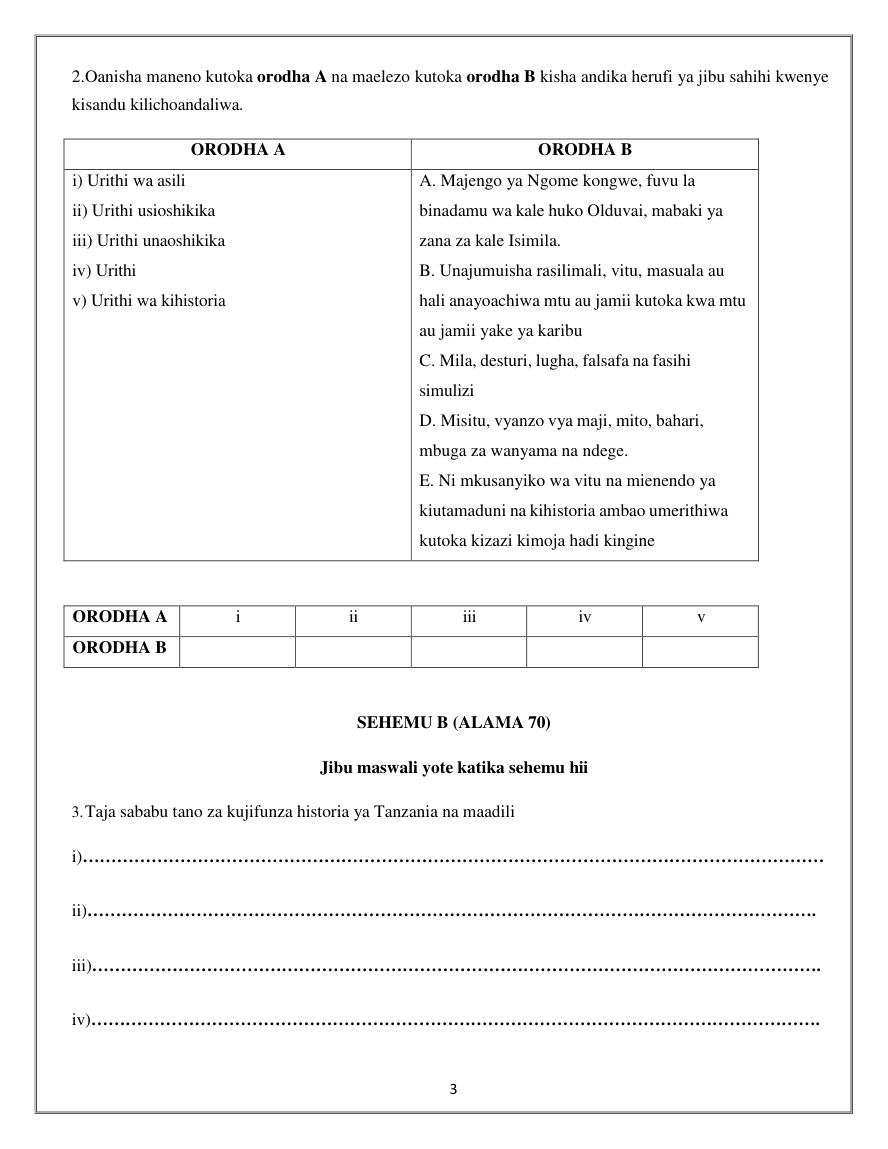 2.Oanisha maneno kutoka orodha A na maelezo kutoka orodha B kisha andika herufi ya jibu sahihi kwenye
kisandu kilichoandaliwa.
ORODHA A
i) Urithi wa asili
ii) Urithi usioshikika
iii) Urithi unaoshikika
iv) Urithi
v) Urithi wa kihistoria
ORODHA B
A. Majengo ya Ngome kongwe, fuvu la
binadamu wa kale huko Olduvai, mabaki ya
zana za kale Isimila.
B. Unajumuisha rasilimali, vitu, masuala au
hali anayoachiwa mtu au jamii kutoka kwa mtu
au jamii yake ya karibu
C. Mila, desturi, lugha, falsafa na fasihi
simulizi
D. Misitu, vyanzo vya maji, mito, bahari,
mbuga za wanyama na ndege.
E. Ni mkusanyiko wa vitu na mienendo ya
kiutamaduni na kihistoria ambao umerithiwa
kutoka kizazi kimoja hadi kingine
ORODHA A i ii iii iv v
ORODHA B
SEHEMU B (ALAMA 70)
Jibu maswali yote katika sehemu hii
3.Taja sababu tano za kujifunza historia ya Tanzania na maadili
i)……………………………………………………………………………………………………………………
ii)………………………………………………………………………………………………………………….
iii)………………………………………………………………………………………………………………….
iv)………………………………………………………………………………………………………………….
3